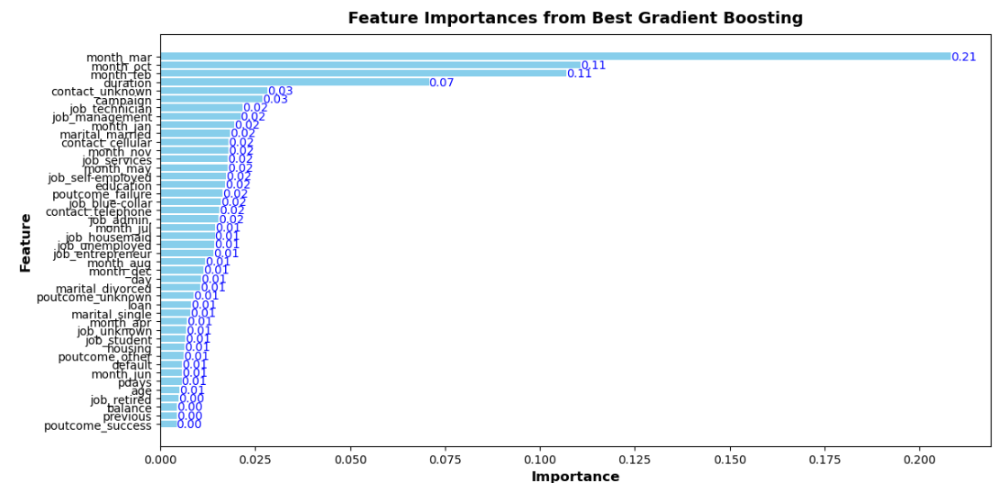 Feature Importances from Best Gradient Boosting
month_mar 0.21
month_oct 0.11
month_feb 0.11
duration 0.07
contact_unknown 0.03
campaign 0.03
job_technician 0.02
job_management 0.02
month_jan 0.02
marital_married 0.02
contact_cellular 0.02
month_nov 0.02
job_services 0.02
month_may 0.02
job_self-employed 0.02
education 0.02
poutcome_failure 0.02
job_blue-collar 0.02
contact_telephone 0.02
job_admin. 0.02
month_jul 0.01
job_housemaid 0.01
job_unemployed 0.01
job_entrepreneur 0.01
month_aug 0.01
month_dec 0.01
day 0.01
marital_divorced 0.01
poutcome_unknown 0.01
loan 0.01
marital_single 0.01
month_apr 0.01
job_unknown 0.01
job_student 0.01
housing 0.01
poutcome_other 0.01
default 0.01
month_jun 0.01
pdays 0.01
age 0.01
job_retired 0.00
balance 0.00
previous 0.00
poutcome_success 0.00
Feature
0.000 0.025 0.050 0.075 0.100 0.125 0.150 0.175 0.200
Importance